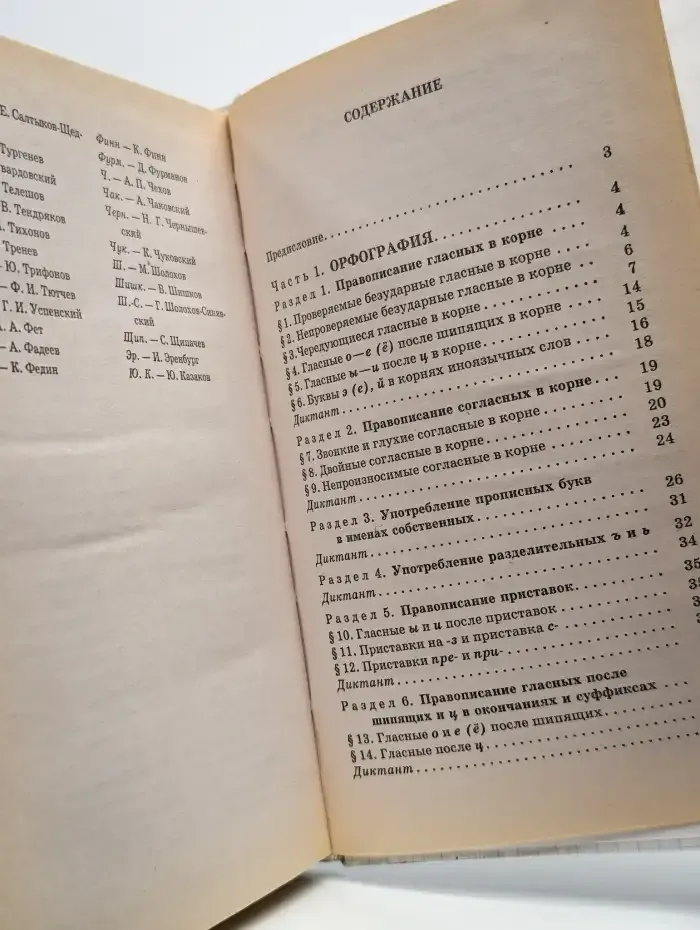 Е. Салтыков-Щед-
Тургенев
вардовский
Телешов
В. Тендряков
Тихонов
Тренев
– Ю. Трифонов
– Ф. И. Тютчев
Г. И. Успенский
А. А. Фет
– А. Фадеев
– К. Федин
Финн – К. Финн
Фурм. – Д. Фурманов
Ч. – А. П. Чехов
Чак. – А. Чаковский
Черн. – Н. Г. Чернышев-
ский
Чук. – К. Чуковский
Ш. – М. Шолохов
Шишк. – В. Шишков
Ш.-С. – Г. Шолохов-Синяв-
ский
Щип. – С. Щипачев
Эр. – И. Эренбург
Ю. К. – Ю. Казаков
СОДЕРЖАНИЕ
Предисловие 3
Часть 1. ОРФОГРАФИЯ 4
Раздел 1. Правописание гласных в корне 4
§ 1. Проверяемые безударные гласные в корне 4
§ 2. Непроверяемые безударные гласные в корне 6
§ 3. Чередующиеся гласные в корне 7
§ 4. Гласные о—е (ё) после шипящих в корне 14
§ 5. Гласные ы—и после ц в корне 15
§ 6. Буквы э (е), й в корнях иноязычных слов 16
Диктант 18
Раздел 2. Правописание согласных в корне 19
§ 7. Звонкие и глухие согласные в корне 19
§ 8. Двойные согласные в корне 20
§ 9. Непроизносимые согласные в корне 23
Диктант 24
Раздел 3. Употребление прописных букв
в именах собственных 26
Диктант 31
Раздел 4. Употребление разделительных ъ и ь 32
Диктант 34
Раздел 5. Правописание приставок 35
§ 10. Гласные ы и и после приставок
§ 11. Приставки на -з и приставка с-
§ 12. Приставки пре- и при-
Диктант
Раздел 6. Правописание гласных после
шипящих и ц в окончаниях и суффиксах
§ 13. Гласные о и е (ё) после шипящих
§ 14. Гласные после ц
Диктант